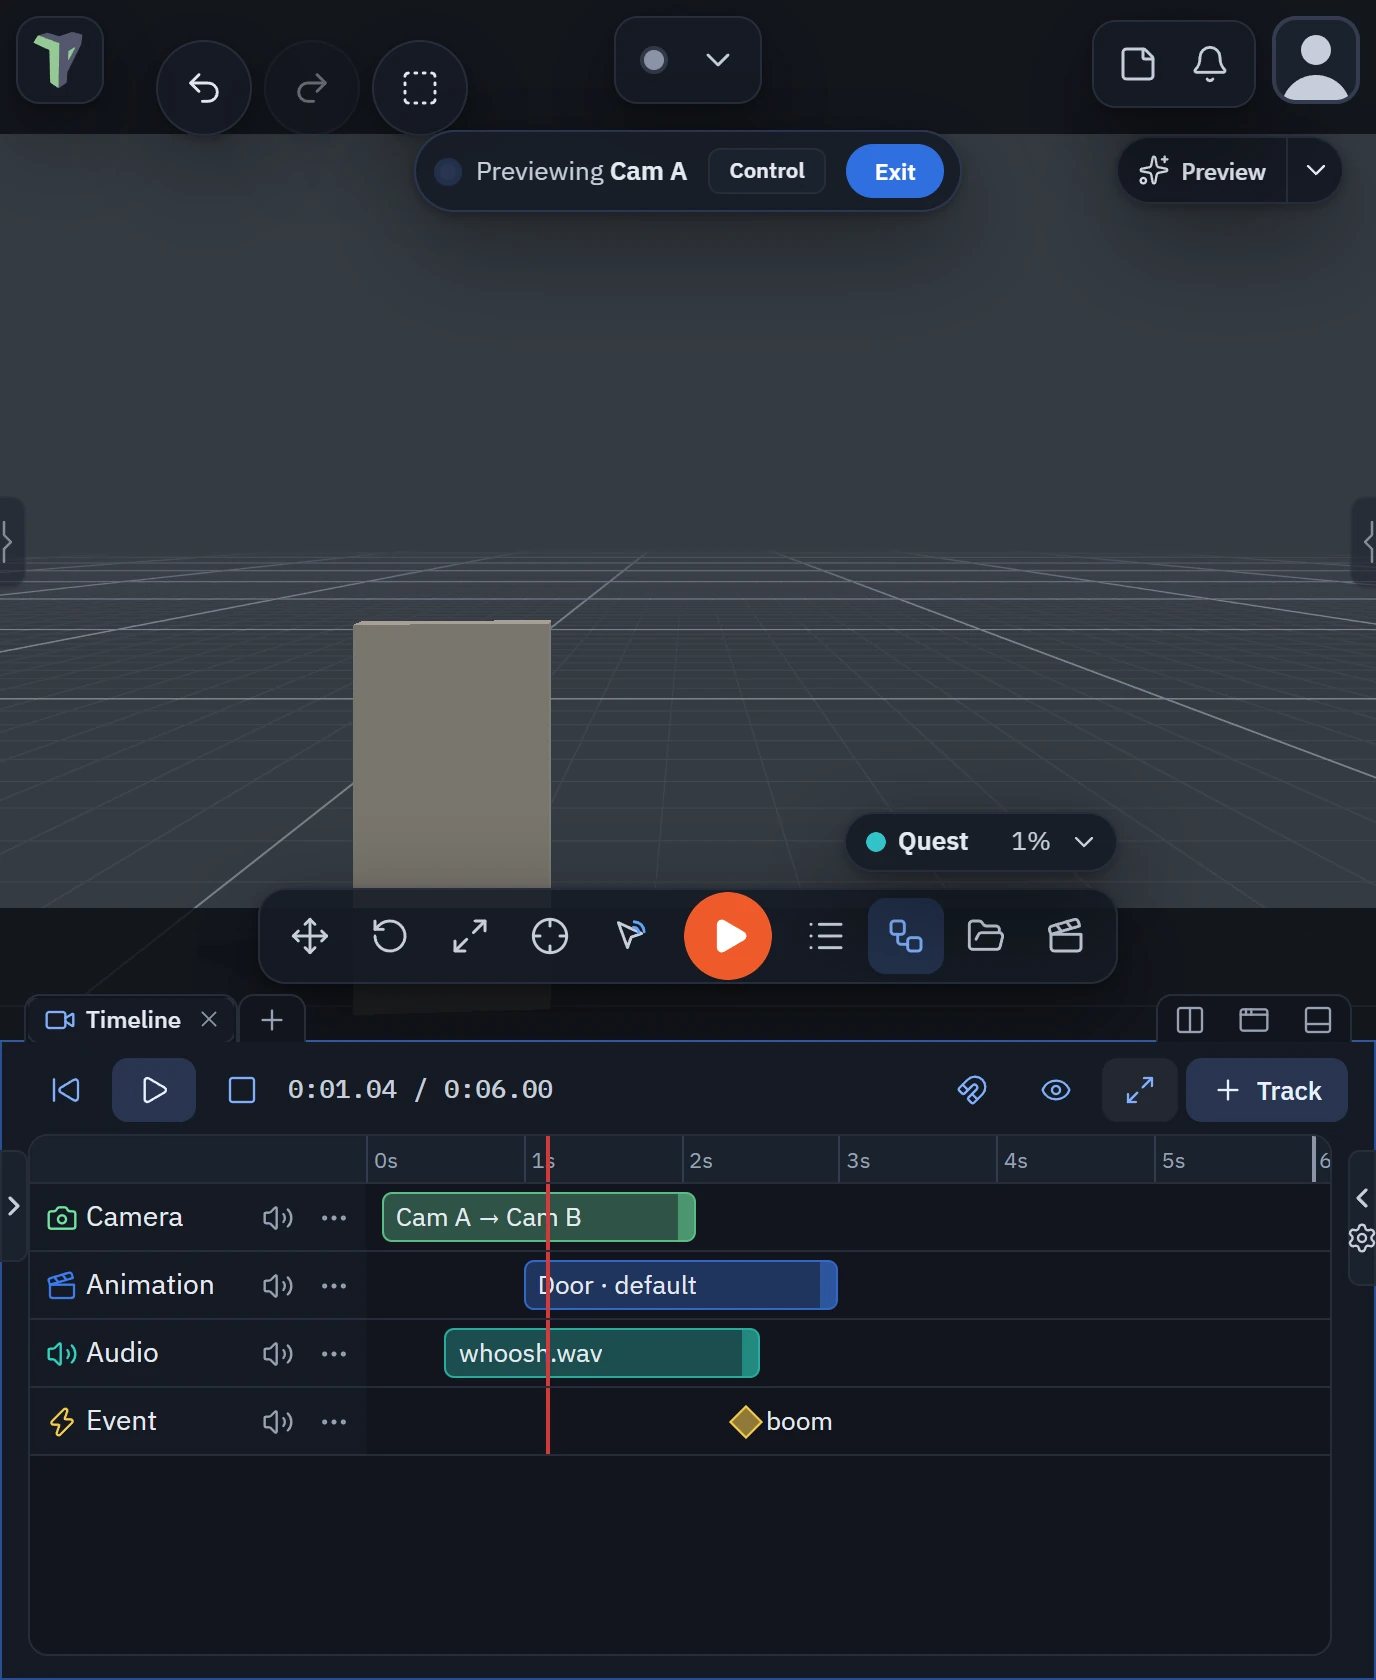 Previewing Cam A Control Exit
Preview
Quest 1%
Timeline
0:01.04 / 0:06.00
Track
0s 1s 2s 3s 4s 5s 6
Camera
Cam A → Cam B
Animation
Door · default
Audio
whoosh.wav
Event
boom